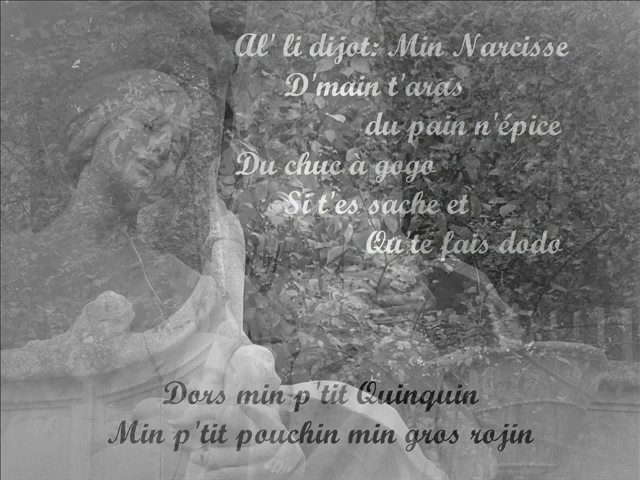 Al' li dijot: Min Narcisse
D'main t'aras
du pain n'épice
Du chuc à gogo
Si t'es sache et
Qu'te fais dodo
Dors min p'tit Quinquin
Min p'tit pouchin min gros rojin